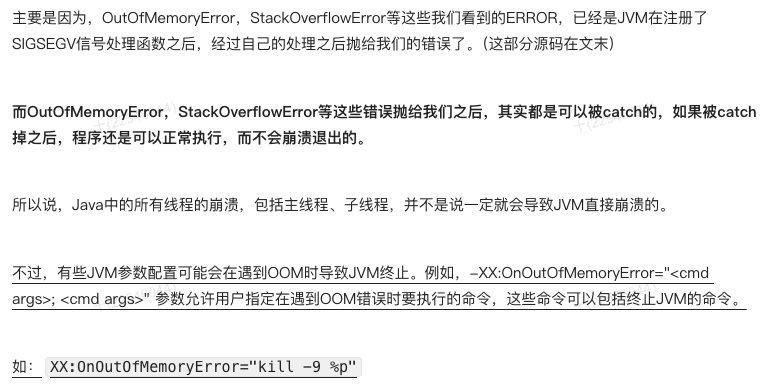 主要是因为，OutOfMemoryError，StackOverflowError等这些我们看到的ERROR，已经是JVM在注册了
SIGSEGV信号处理函数之后，经过自己的处理之后抛给我们的错误了。（这部分源码在文末）
而OutOfMemoryError，StackOverflowError等这些错误抛给我们之后，其实都是可以被catch的，如果被catch
掉之后，程序还是可以正常执行，而不会崩溃退出的。
所以说，Java中的所有线程的崩溃，包括主线程、子线程，并不是说一定就会导致JVM直接崩溃的。
不过，有些JVM参数配置可能会在遇到OOM时导致JVM终止。例如，-XX:OnOutOfMemoryError="<cmd
args>; <cmd args>" 参数允许用户指定在遇到OOM错误时要执行的命令，这些命令可以包括终止JVM的命令。
如： XX:OnOutOfMemoryError="kill -9 %p"